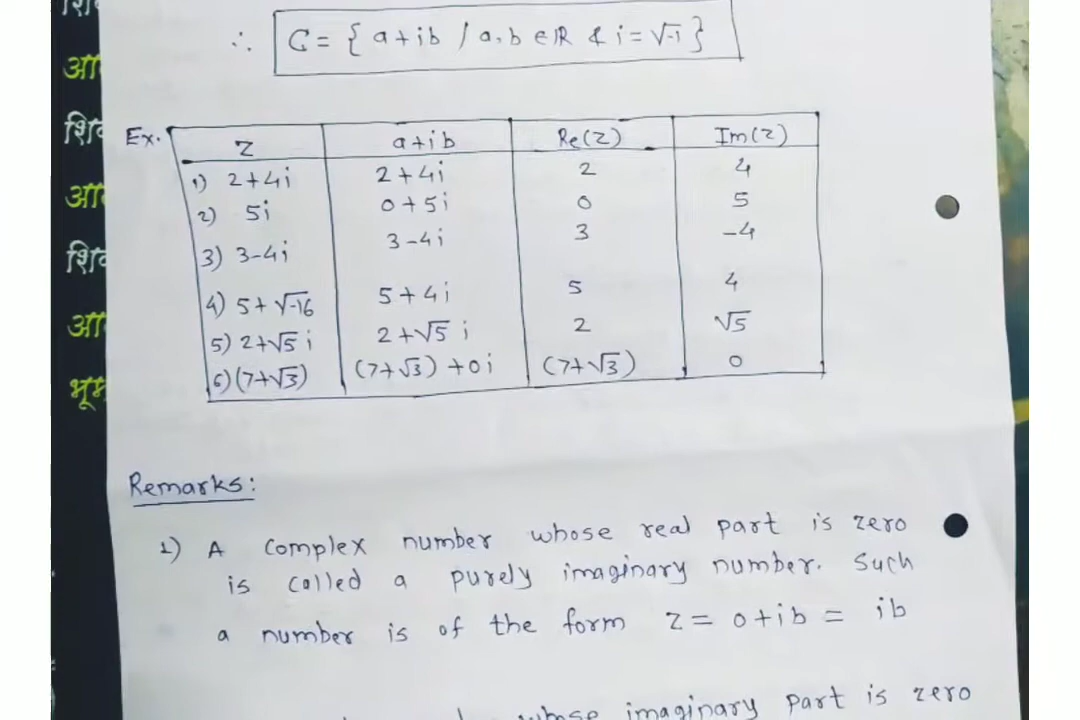 ∴ C = { a+ib / a, b ∈ ℝ & i = √-1 }
Ex. z a+ib Re(z) Im(z)
1) 2+4i 2+4i 2 4
2) 5i 0+5i 0 5
3) 3-4i 3-4i 3 -4
4) 5+√-16 5+4i 5 4
5) 2+√5 i 2+√5 i 2 √5
6) (7+√3) (7+√3)+0i (7+√3) 0
Remarks:
1) A complex number whose real part is zero
is called a purely imaginary number. Such
a number is of the form z = 0+ib = ib
whose imaginary part is zero